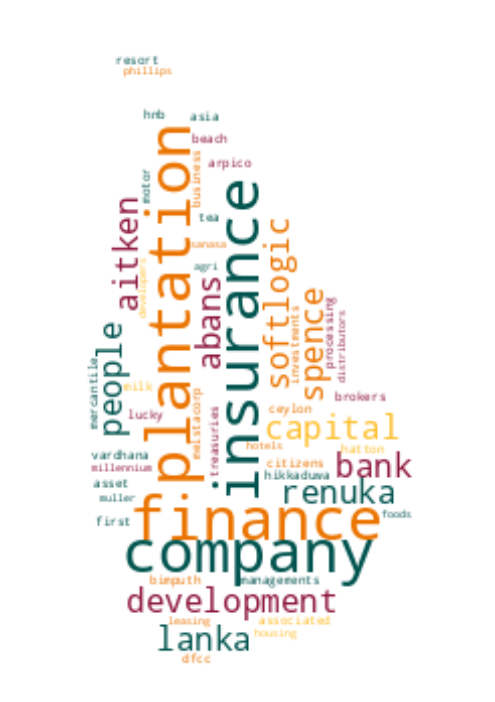 resort
phillips
hnb
asia
beach
arpico
plantation
business
motor
aitken
tea
insurance
sanasa
agri
developers
softlogic
abans
spence
investments
processing
distributors
people
mercantile
milk
lucky
meistacorp
treasuries
brokers
ceylon
capital
hotels
hatton
vardhana
millennium
citizens
bank
hikkaduwa
asset
muller
renuka
first
finance
foods
company
bimputh
managements
development
leasing
associated
housing
lanka
dfcc